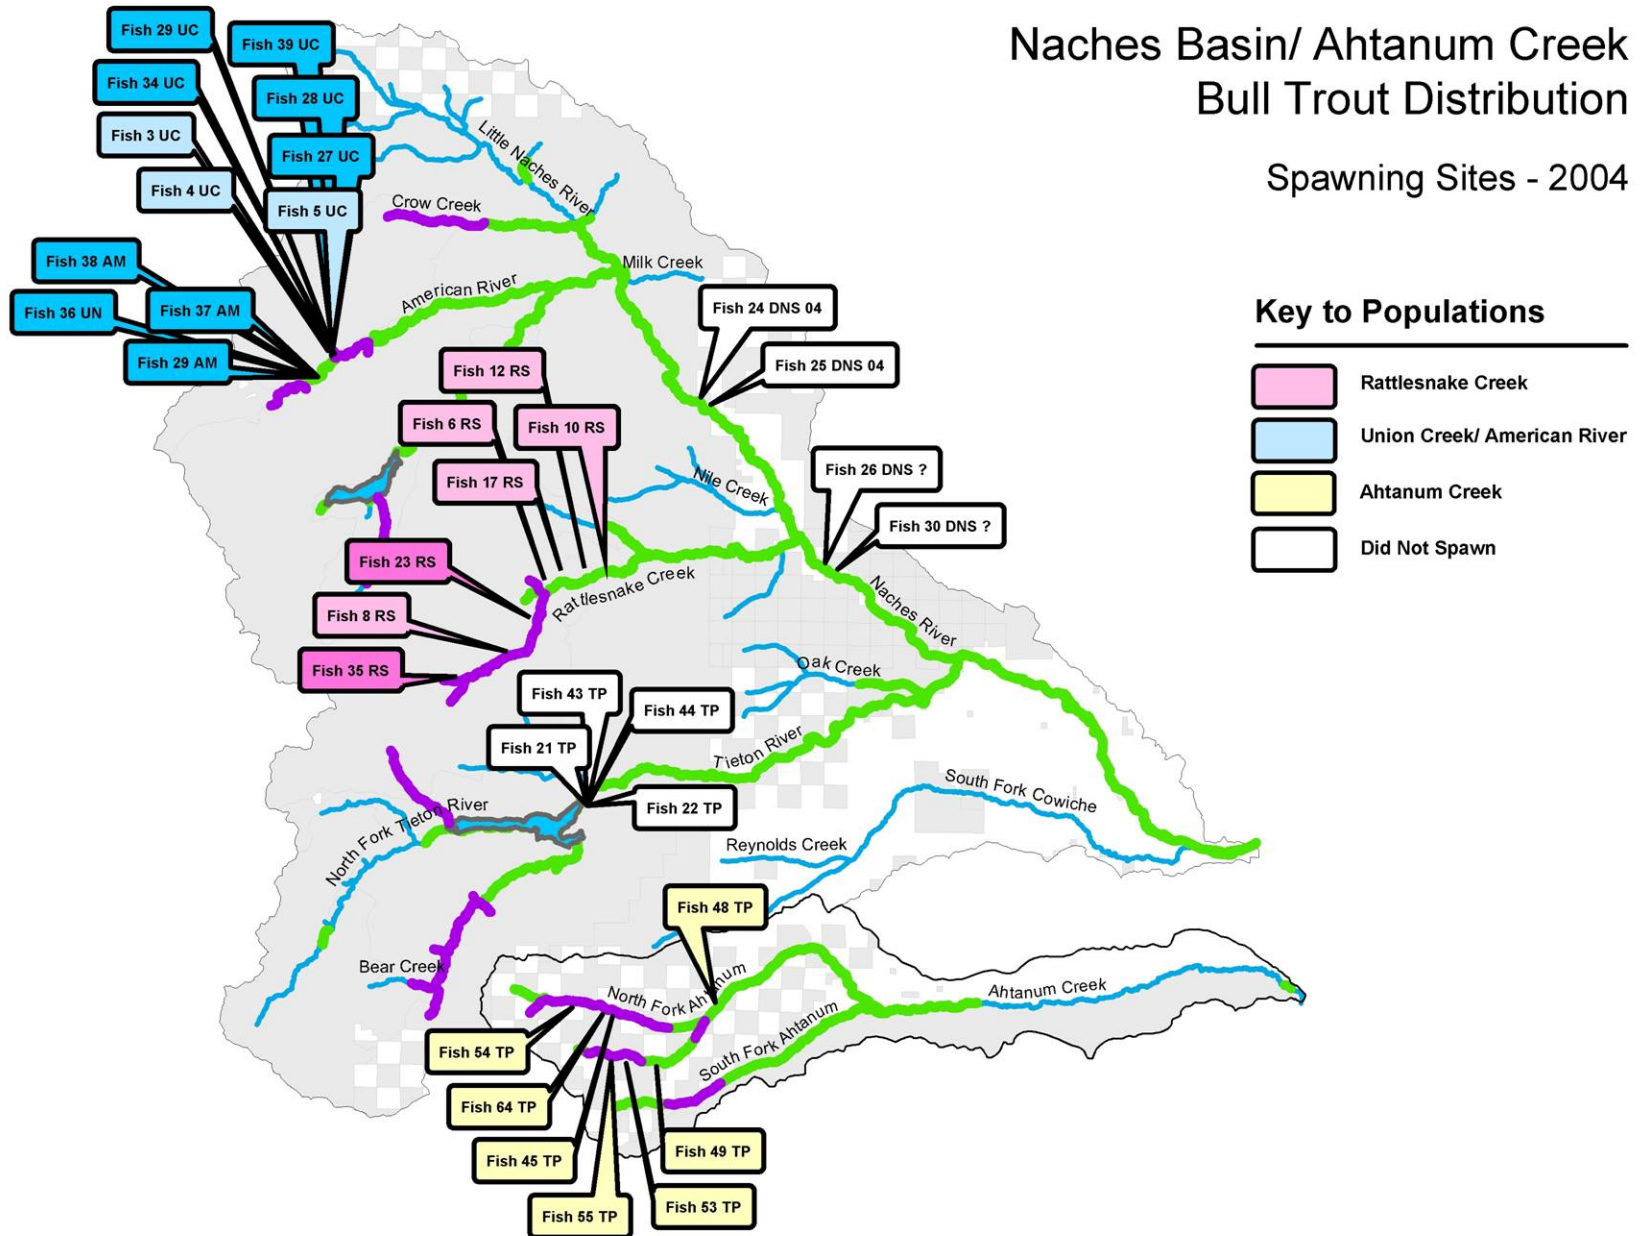 Naches Basin/ Ahtanum Creek
Bull Trout Distribution
Spawning Sites - 2004
Fish 29 UC
Fish 39 UC
Fish 34 UC
Fish 28 UC
Fish 3 UC
Fish 27 UC
Fish 4 UC
Fish 5 UC
Fish 38 AM
Fish 36 UN
Fish 37 AM
Fish 29 AM
Little Naches River
Crow Creek
Milk Creek
American River
Fish 24 DNS 04
Fish 25 DNS 04
Fish 12 RS
Fish 6 RS
Fish 10 RS
Fish 17 RS
Nile Creek
Fish 26 DNS ?
Fish 30 DNS ?
Fish 23 RS
Fish 8 RS
Fish 35 RS
Rattlesnake Creek
Naches River
Oak Creek
Fish 43 TP
Fish 44 TP
Fish 21 TP
Fish 22 TP
Tieton River
North Fork Tieton River
South Fork Cowiche
Reynolds Creek
Bear Creek
Fish 48 TP
North Fork Ahtanum
South Fork Ahtanum
Ahtanum Creek
Fish 54 TP
Fish 64 TP
Fish 45 TP
Fish 49 TP
Fish 55 TP
Fish 53 TP
Key to Populations
Rattlesnake Creek
Union Creek/ American River
Ahtanum Creek
Did Not Spawn